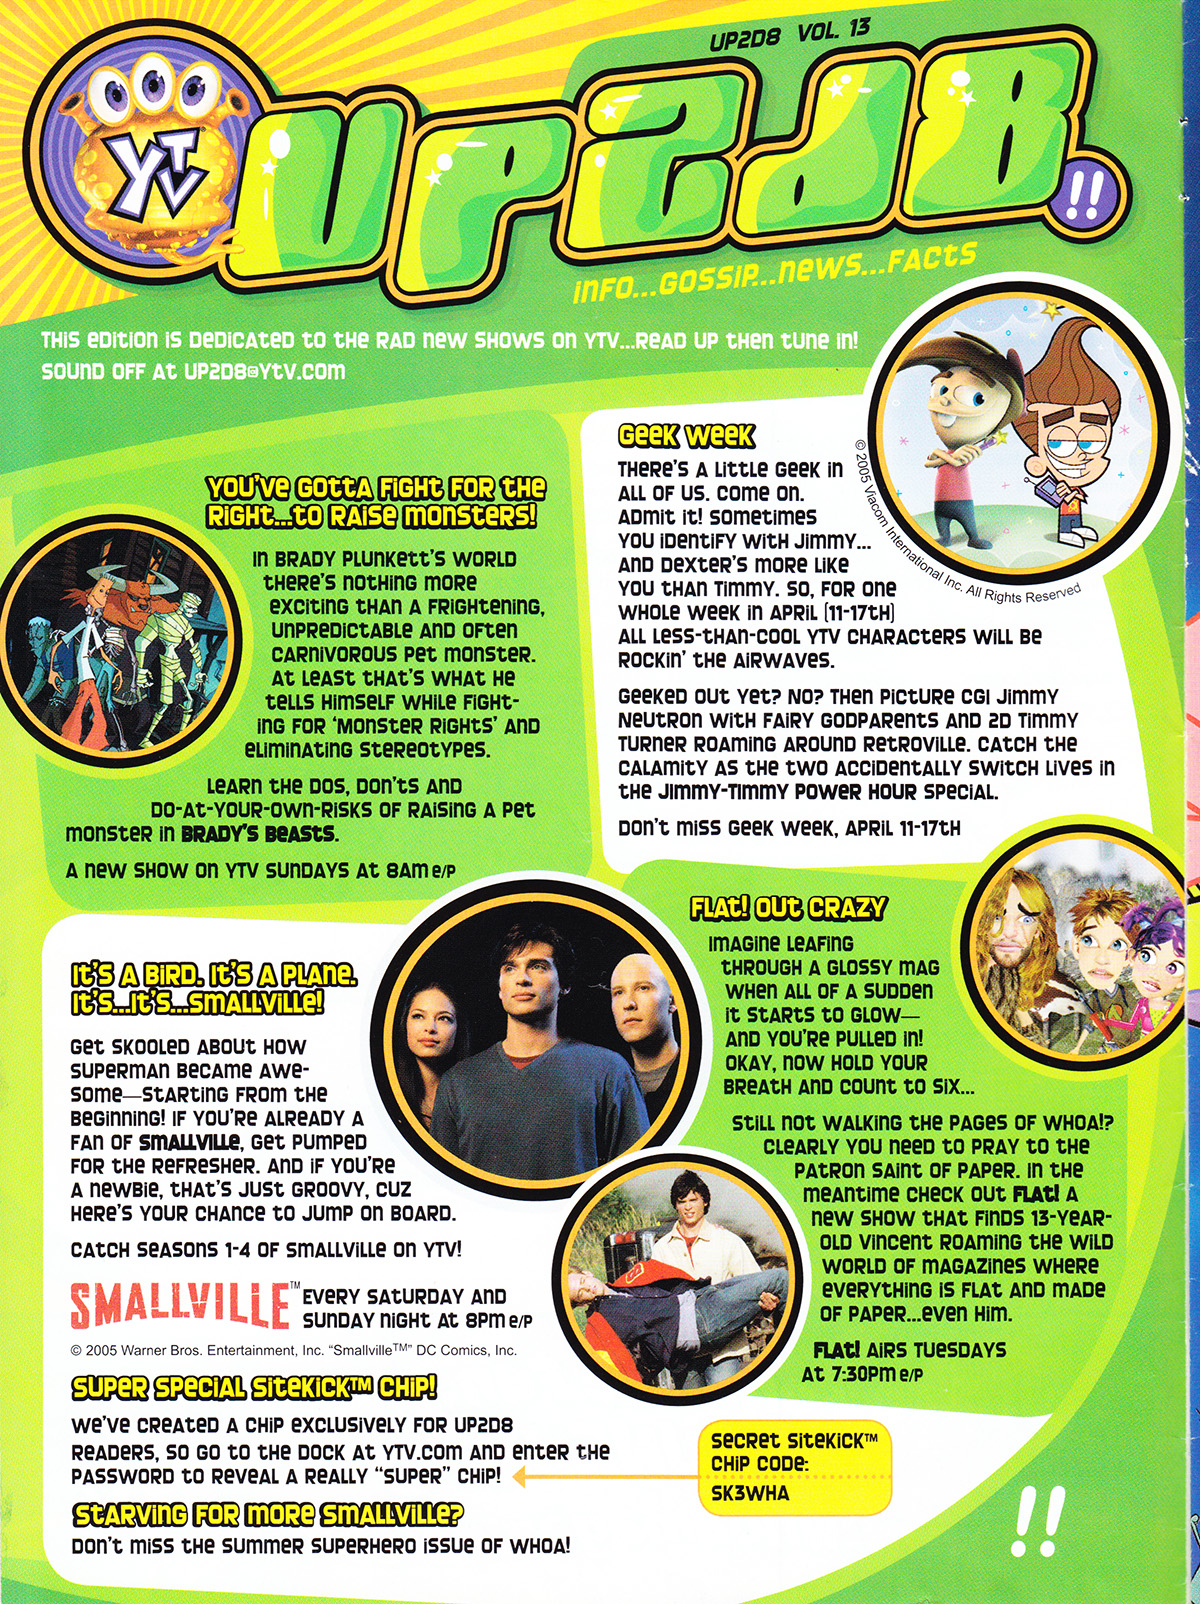 UP2D8 VOL. 13
YTV
UP2D8!!
INFO...GOSSIP...NEWS...FACTS
THIS EDITION IS DEDICATED TO THE RAD NEW SHOWS ON YTV...READ UP THEN TUNE IN!
SOUND OFF AT UP2D8@YTV.COM
YOU'VE GOTTA FIGHT FOR THE
RIGHT...TO RAISE MONSTERS!
IN BRADY PLUNKETT'S WORLD
THERE'S NOTHING MORE
EXCITING THAN A FRIGHTENING,
UNPREDICTABLE AND OFTEN
CARNIVOROUS PET MONSTER.
AT LEAST THAT'S WHAT HE
TELLS HIMSELF WHILE FIGHT-
ING FOR 'MONSTER RIGHTS' AND
ELIMINATING STEREOTYPES.
LEARN THE DOS, DON'TS AND
DO-AT-YOUR-OWN-RISKS OF RAISING A PET
MONSTER IN BRADY'S BEASTS.
A NEW SHOW ON YTV SUNDAYS AT 8AM E/P
GEEK WEEK
THERE'S A LITTLE GEEK IN
ALL OF US. COME ON.
ADMIT IT! SOMETIMES
YOU IDENTIFY WITH JIMMY...
AND DEXTER'S MORE LIKE
YOU THAN TIMMY. SO, FOR ONE
WHOLE WEEK IN APRIL (11-17TH)
ALL LESS-THAN-COOL YTV CHARACTERS WILL BE
ROCKIN' THE AIRWAVES.
GEEKED OUT YET? NO? THEN PICTURE CGI JIMMY
NEUTRON WITH FAIRY GODPARENTS AND 2D TIMMY
TURNER ROAMING AROUND RETROVILLE. CATCH THE
CALAMITY AS THE TWO ACCIDENTALLY SWITCH LIVES IN
THE JIMMY-TIMMY POWER HOUR SPECIAL.
DON'T MISS GEEK WEEK, APRIL 11-17TH
© 2005 Viacom International Inc. All Rights Reserved
IT'S A BIRD. IT'S A PLANE.
IT'S...IT'S...SMALLVILLE!
GET SKOOLED ABOUT HOW
SUPERMAN BECAME AWE-
SOME—STARTING FROM THE
BEGINNING! IF YOU'RE ALREADY A
FAN OF SMALLVILLE, GET PUMPED
FOR THE REFRESHER. AND IF YOU'RE
A NEWBIE, THAT'S JUST GROOVY, CUZ
HERE'S YOUR CHANCE TO JUMP ON BOARD.
CATCH SEASONS 1-4 OF SMALLVILLE ON YTV!
SMALLVILLE™ EVERY SATURDAY AND
SUNDAY NIGHT AT 8PM E/P
© 2005 Warner Bros. Entertainment, Inc. "Smallville™" DC Comics, Inc.
FLAT! OUT CRAZY
IMAGINE LEAFING
THROUGH A GLOSSY MAG
WHEN ALL OF A SUDDEN
IT STARTS TO GLOW—
AND YOU'RE PULLED IN!
OKAY, NOW HOLD YOUR
BREATH AND COUNT TO SIX...
STILL NOT WALKING THE PAGES OF WHOA!?
CLEARLY YOU NEED TO PRAY TO THE
PATRON SAINT OF PAPER. IN THE
MEANTIME CHECK OUT FLAT! A
NEW SHOW THAT FINDS 13-YEAR-
OLD VINCENT ROAMING THE WILD
WORLD OF MAGAZINES WHERE
EVERYTHING IS FLAT AND MADE
OF PAPER...EVEN HIM.
FLAT! AIRS TUESDAYS
AT 7:30PM E/P
SUPER SPECIAL SITEKICK™ CHIP!
WE'VE CREATED A CHIP EXCLUSIVELY FOR UP2D8
READERS, SO GO TO THE DOCK AT YTV.COM AND ENTER THE
PASSWORD TO REVEAL A REALLY "SUPER" CHIP!
SECRET SITEKICK™
CHIP CODE:
SK3WHA
STARVING FOR MORE SMALLVILLE?
DON'T MISS THE SUMMER SUPERHERO ISSUE OF WHOA!
!!